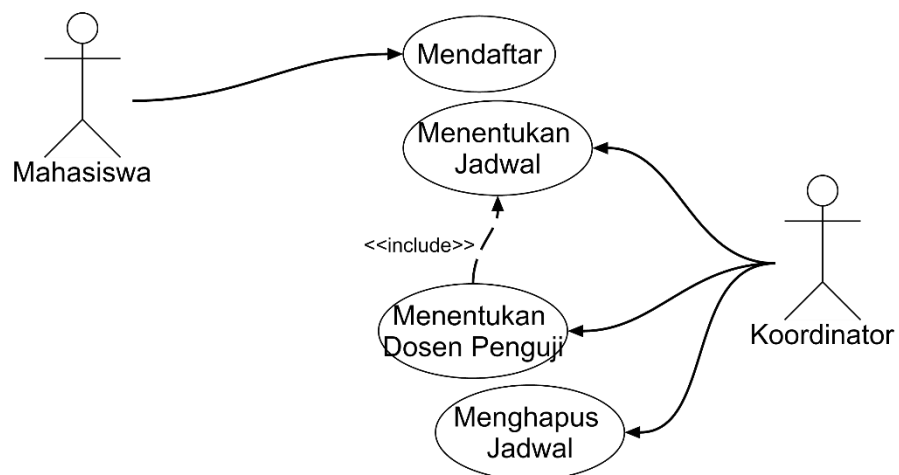 Mendaftar
Mahasiswa
Menentukan
Jadwal
<<include>>
Menentukan
Dosen Penguji
Koordinator
Menghapus
Jadwal